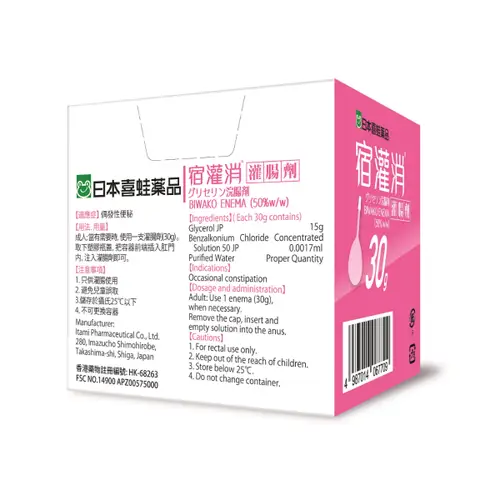 日本喜蛙藥品
【適應症】偶發性便秘
【用法.用量】
成人:當有需要時, 使用一支灌腸劑(30g)。
取下塑膠瓶蓋, 把容器前端插入肛門
內, 注入灌腸劑即可。
【注意事項】
1. 只供灌腸使用
2. 避免兒童誤取
3.儲存於攝氏25℃以下
4. 不可更換容器
Manufacturer:
Itami Pharmaceutical Co., Ltd.
280, Imazucho Shimohirobe,
Takashima-shi, Shiga, Japan
香港藥物註冊編號: HK-68263
FSC NO.14900 APZ00575000
宿灌消 灌腸劑
グリセリン浣腸剤
BIWAKO ENEMA (50%w/w)
【Ingredients】(Each 30g contains)
Glycerol JP 15g
Benzalkonium Chloride Concentrated
Solution 50 JP 0.0017ml
Purified Water Proper Quantity
【Indications】
Occasional constipation
【Dosage and administration】
Adult: Use 1 enema (30g),
when necessary.
Remove the cap, insert and
empty solution into the anus.
【Cautions】
1. For rectal use only.
2. Keep out of the reach of children.
3. Store below 25℃.
4. Do not change container.
日本喜蛙藥品
宿灌消
グリセリン浣腸剤
BIWAKO ENEMA
(50%w/w)
灌腸劑
30g
4 987014 067709